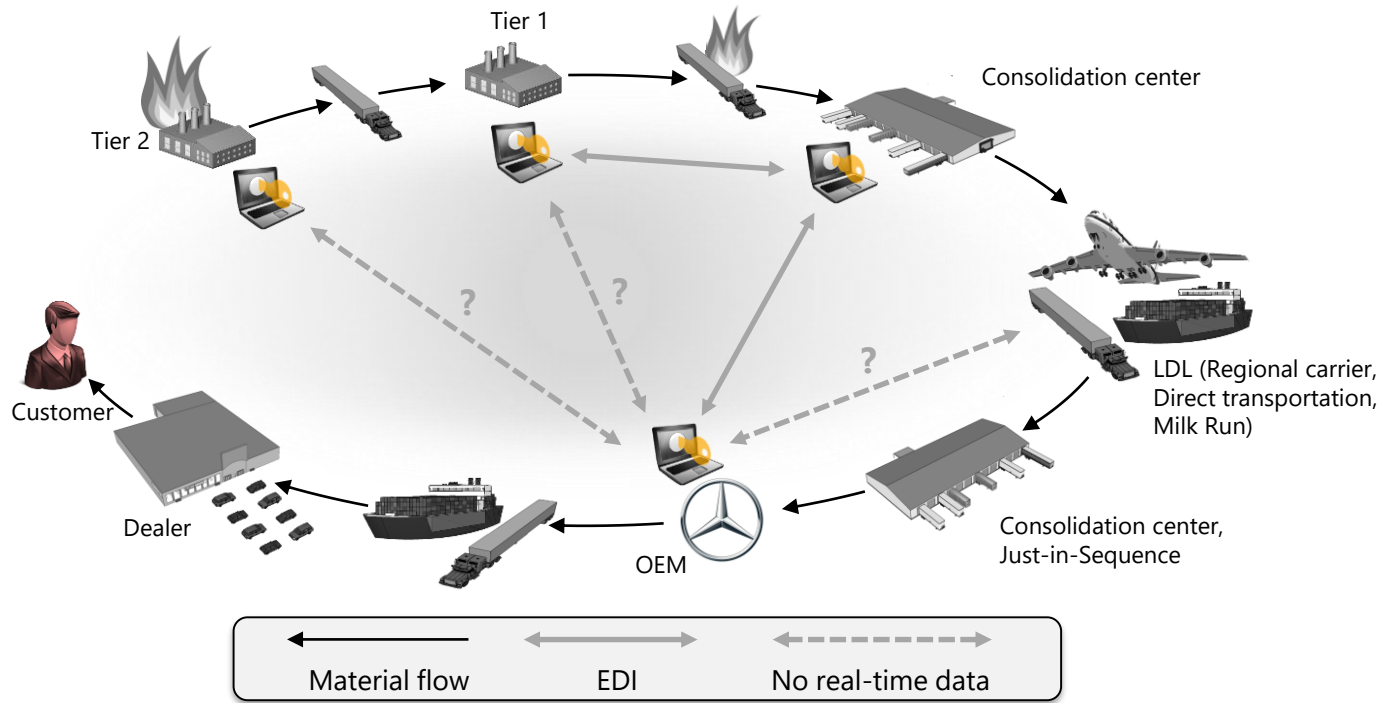 Tier 1
Consolidation center
Tier 2
?
?
?
Customer
LDL (Regional carrier,
Direct transportation,
Milk Run)
Dealer
OEM
Consolidation center,
Just-in-Sequence
Material flow
EDI
No real-time data